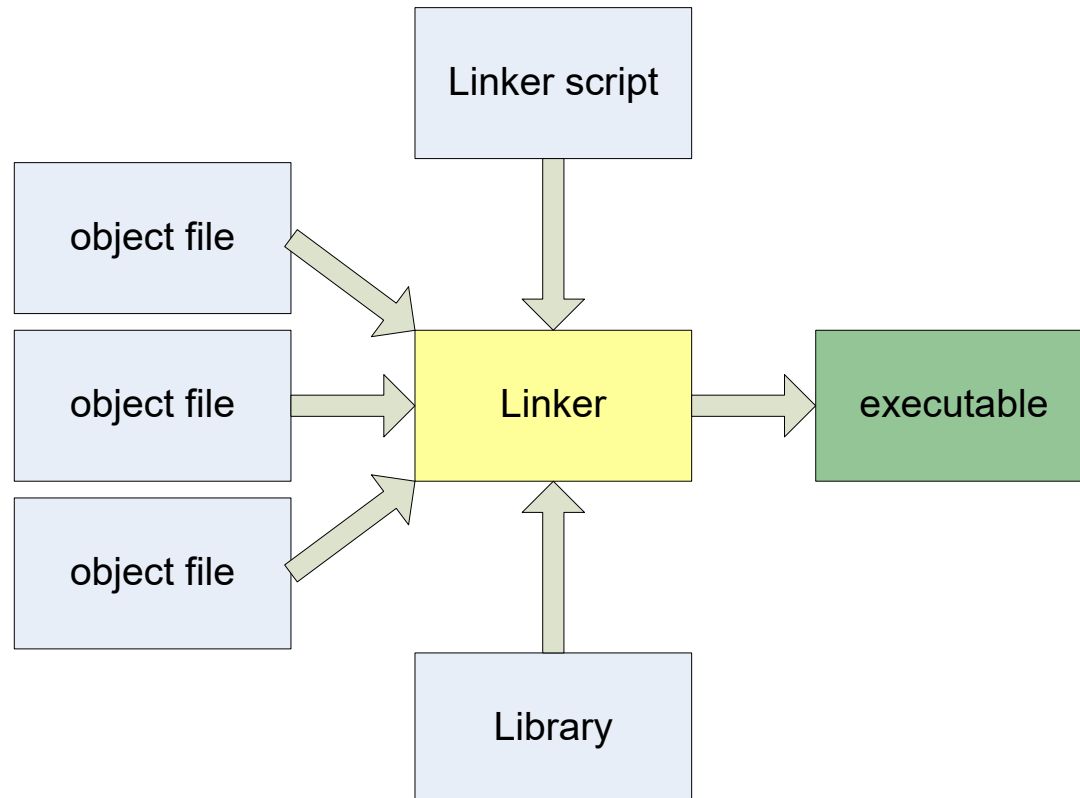 Linker script
object file
object file
Linker
executable
object file
Library